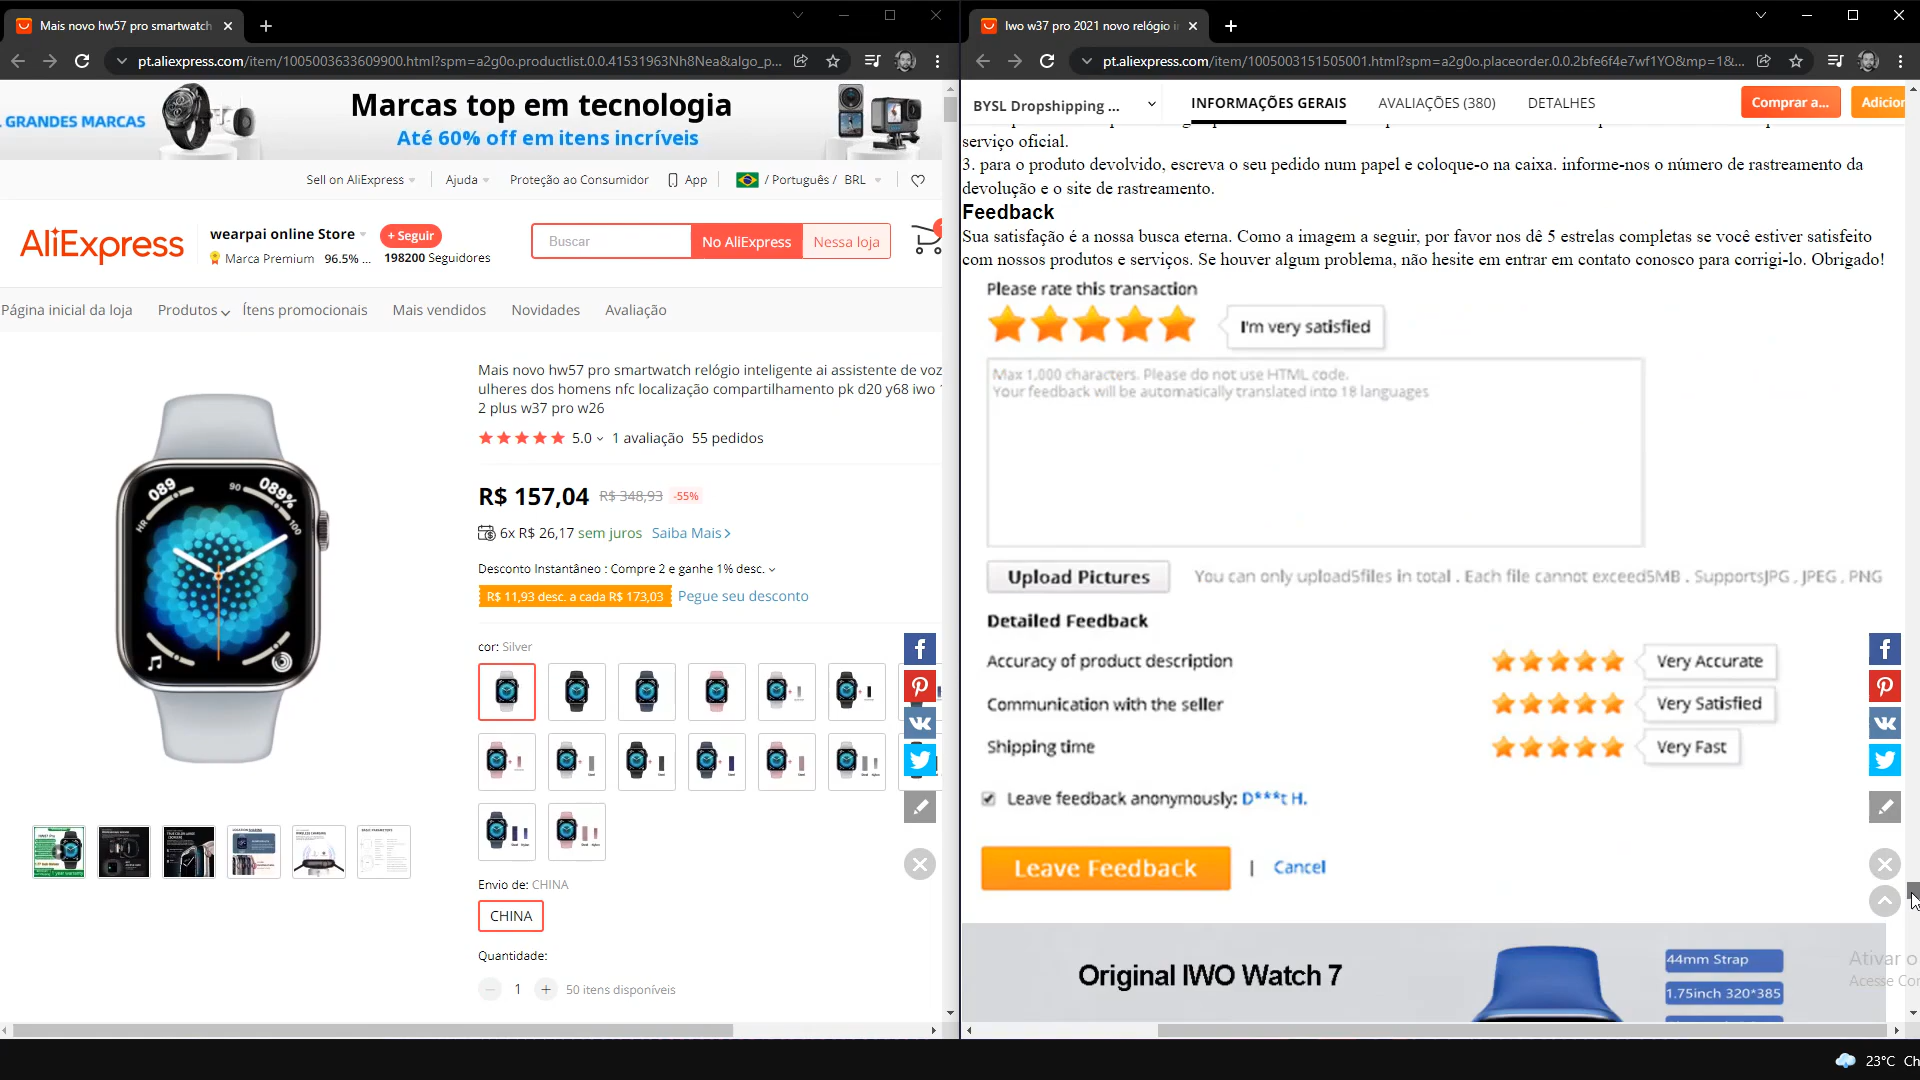 Mais novo hw57 pro smartwatch
pt.aliexpress.com/item/1005003633609900.html?spm=a2g0o.productlist.0.0.41531963Nh8Nea&algo_p...
GRANDES MARCAS
Marcas top em tecnologia
Até 60% off em itens incríveis
Sell on AliExpress
Ajuda
Proteção ao Consumidor
App
/ Português / BRL
AliExpress
wearpai online Store
+ Seguir
Marca Premium 96.5% ...
198200 Seguidores
Buscar
No AliExpress
Nessa loja
Página inicial da loja
Produtos
Ítens promocionais
Mais vendidos
Novidades
Avaliação
Mais novo hw57 pro smartwatch relógio inteligente ai assistente de voz
ulheres dos homens nfc localização compartilhamento pk d20 y68 iwo
2 plus w37 pro w26
5.0 1 avaliação 55 pedidos
R$ 157,04 R$ 348,93 -55%
6x R$ 26,17 sem juros Saiba Mais
Desconto Instantâneo : Compre 2 e ganhe 1% desc.
R$ 11,93 desc. a cada R$ 173,03 Pegue seu desconto
cor: Silver
Envio de: CHINA
CHINA
Quantidade:
1
50 itens disponíveis
089
HR
90
089%
100
Iwo w37 pro 2021 novo relógio
pt.aliexpress.com/item/1005003151505001.html?spm=a2g0o.placeorder.0.0.2bfe6f4e7wf1YO&mp=1&...
BYSL Dropshipping ...
INFORMAÇÕES GERAIS
AVALIAÇÕES (380)
DETALHES
Comprar a...
Adicion
serviço oficial.
3. para o produto devolvido, escreva o seu pedido num papel e coloque-o na caixa. informe-nos o número de rastreamento da
devolução e o site de rastreamento.
Feedback
Sua satisfação é a nossa busca eterna. Como a imagem a seguir, por favor nos dê 5 estrelas completas se você estiver satisfeito
com nossos produtos e serviços. Se houver algum problema, não hesite em entrar em contato conosco para corrigi-lo. Obrigado!
Please rate this transaction
I'm very satisfied
Max 1,000 characters. Please do not use HTML code.
Your feedback will be automatically translated into 18 languages
Upload Pictures
You can only upload5files in total . Each file cannot exceed5MB . SupportsJPG , JPEG , PNG
Detailed Feedback
Accuracy of product description
Very Accurate
Communication with the seller
Very Satisfied
Shipping time
Very Fast
Leave feedback anonymously: D***t H.
Leave Feedback | Cancel
Original IWO Watch 7
44mm Strap
1.75inch 320*385
Ativar o
Acesse Con
23°C Ch